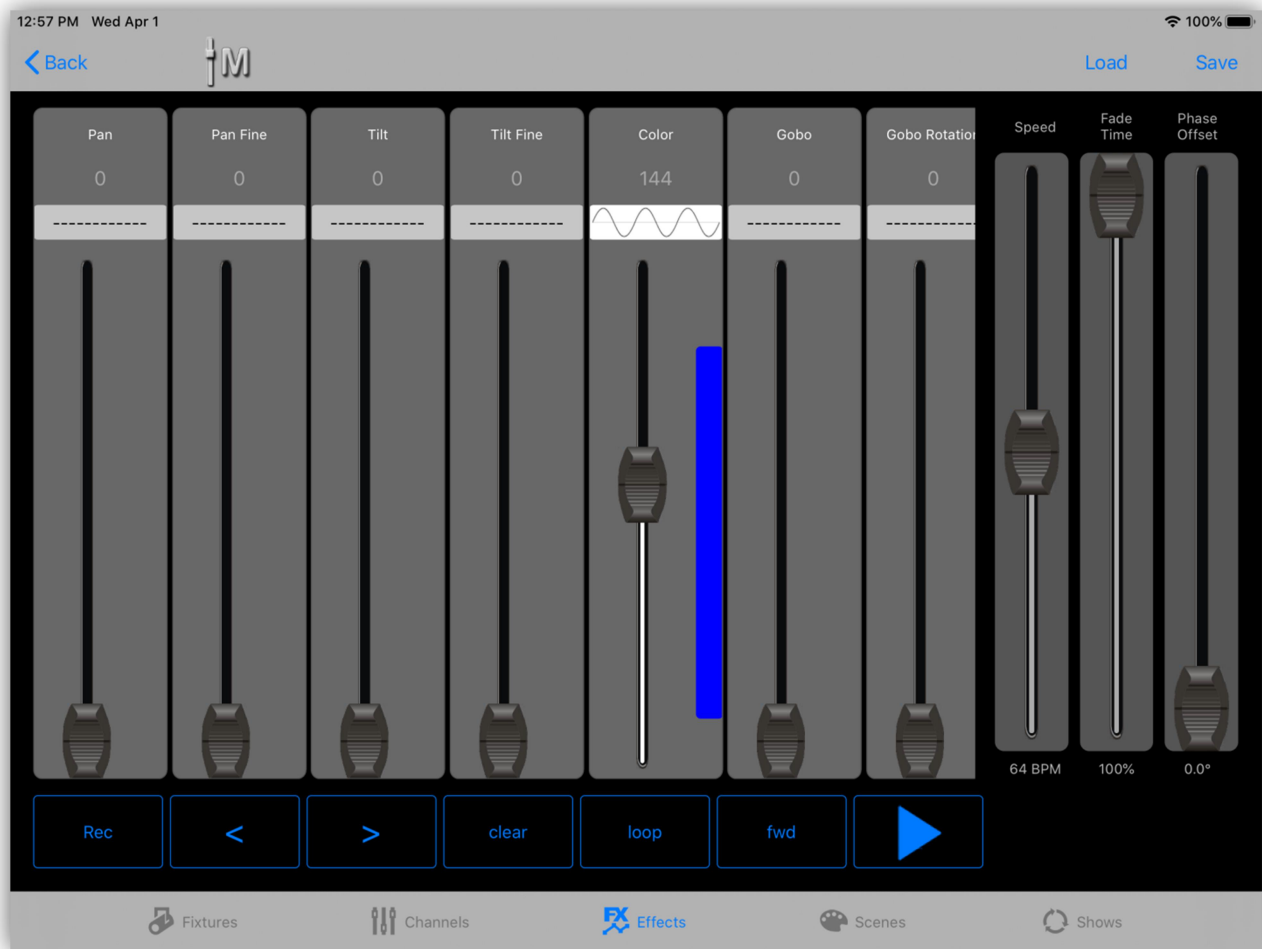 12:57 PM Wed Apr 1
100%
Back
M
Load
Save
Pan
Pan Fine
Tilt
Tilt Fine
Color
Gobo
Gobo Rotation
0
0
0
0
144
0
0
-------------
-------------
-------------
-------------
-------------
-------------
Speed
Fade
Time
Phase
Offset
64 BPM
100%
0.0°
Rec
<
>
clear
loop
fwd
Fixtures
Channels
FX
Effects
Scenes
Shows